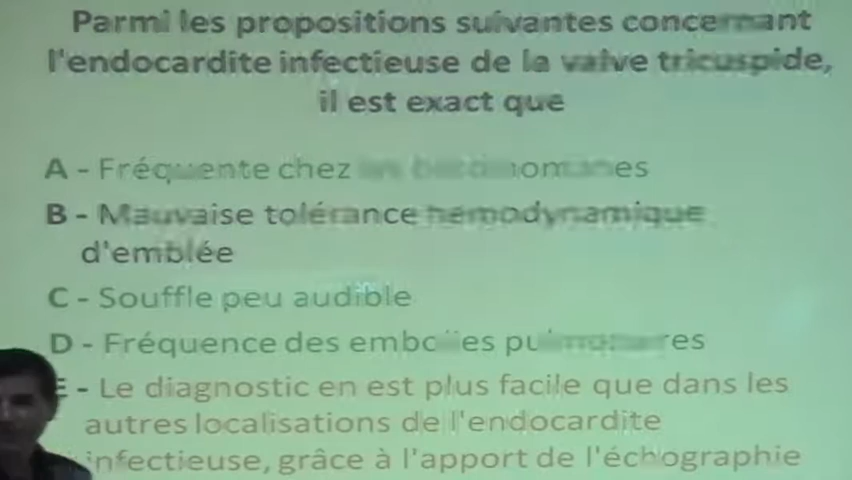 Parmi les propositions suivantes concernant
l'endocardite infectieuse de la valve tricuspide,
il est exact que
A - Fréquente chez
B - Mauvaise tolérance hémodynamique
d'emblée
C - Souffle peu audible
D - Fréquence des embolies pulmonaires
E - Le diagnostic en est plus facile que dans les
autres localisations de l'endocardite
infectieuse, grâce à l'apport de l'échographie